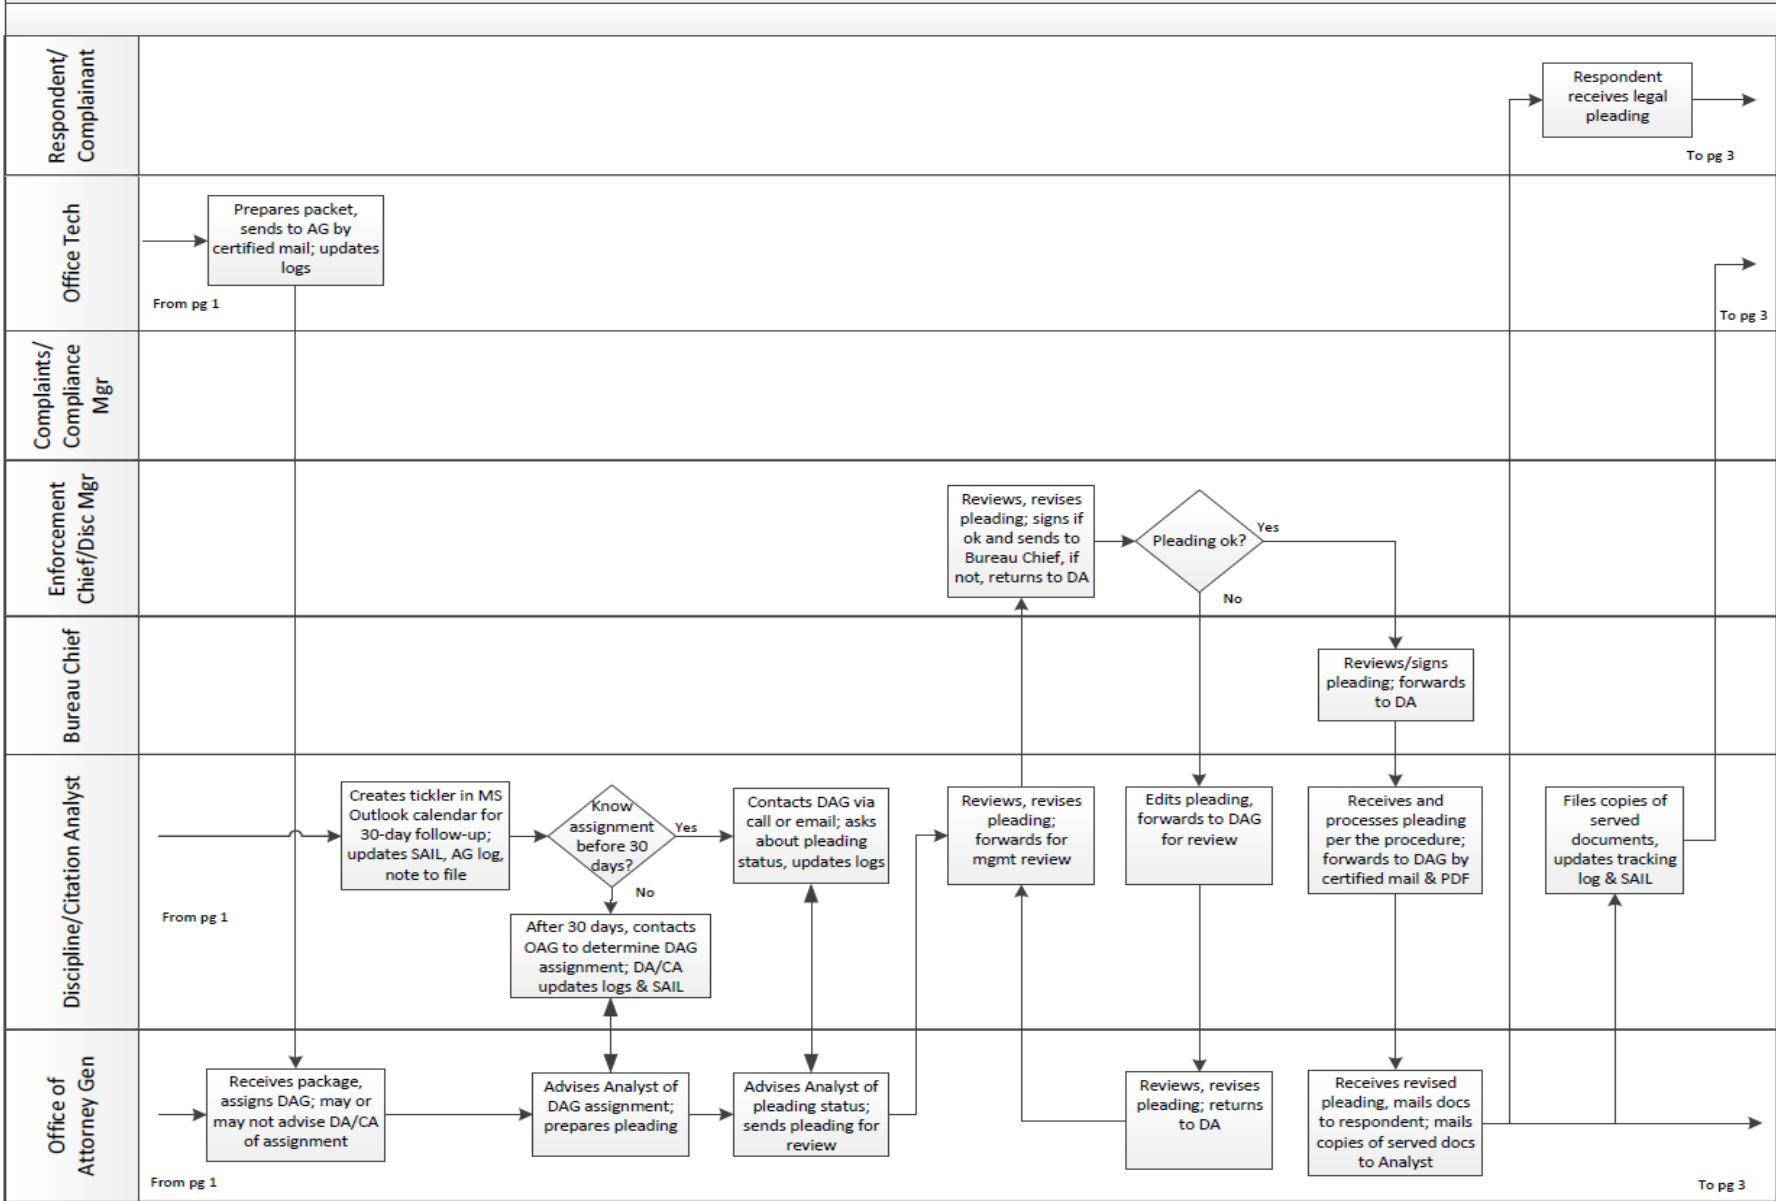 Respondent/
Complainant
Respondent
receives legal
pleading
To pg 3
Office Tech
Prepares packet,
sends to AG by
certified mail; updates
logs
From pg 1
To pg 3
Complaints/
Compliance
Mgr
Enforcement
Chief/Disc Mgr
Reviews, revises
pleading; signs if
ok and sends to
Bureau Chief, if
not, returns to DA
Pleading ok?
Yes
No
Bureau Chief
Reviews/signs
pleading; forwards
to DA
Discipline/Citation Analyst
From pg 1
Creates tickler in MS
Outlook calendar for
30-day follow-up;
updates SAIL, AG log,
note to file
Know
assignment
before 30
days?
Yes
No
After 30 days, contacts
OAG to determine DAG
assignment; DA/CA
updates logs & SAIL
Contacts DAG via
call or email; asks
about pleading
status, updates logs
Reviews, revises
pleading;
forwards for
mgmt review
Edits pleading,
forwards to DAG
for review
Receives and
processes pleading
per the procedure;
forwards to DAG by
certified mail & PDF
Files copies of
served
documents,
updates tracking
log & SAIL
Office of
Attorney Gen
From pg 1
Receives package,
assigns DAG; may or
may not advise DA/CA
of assignment
Advises Analyst of
DAG assignment;
prepares pleading
Advises Analyst of
pleading status;
sends pleading for
review
Reviews, revises
pleading; returns
to DA
Receives revised
pleading, mails docs
to respondent; mails
copies of served docs
to Analyst
To pg 3